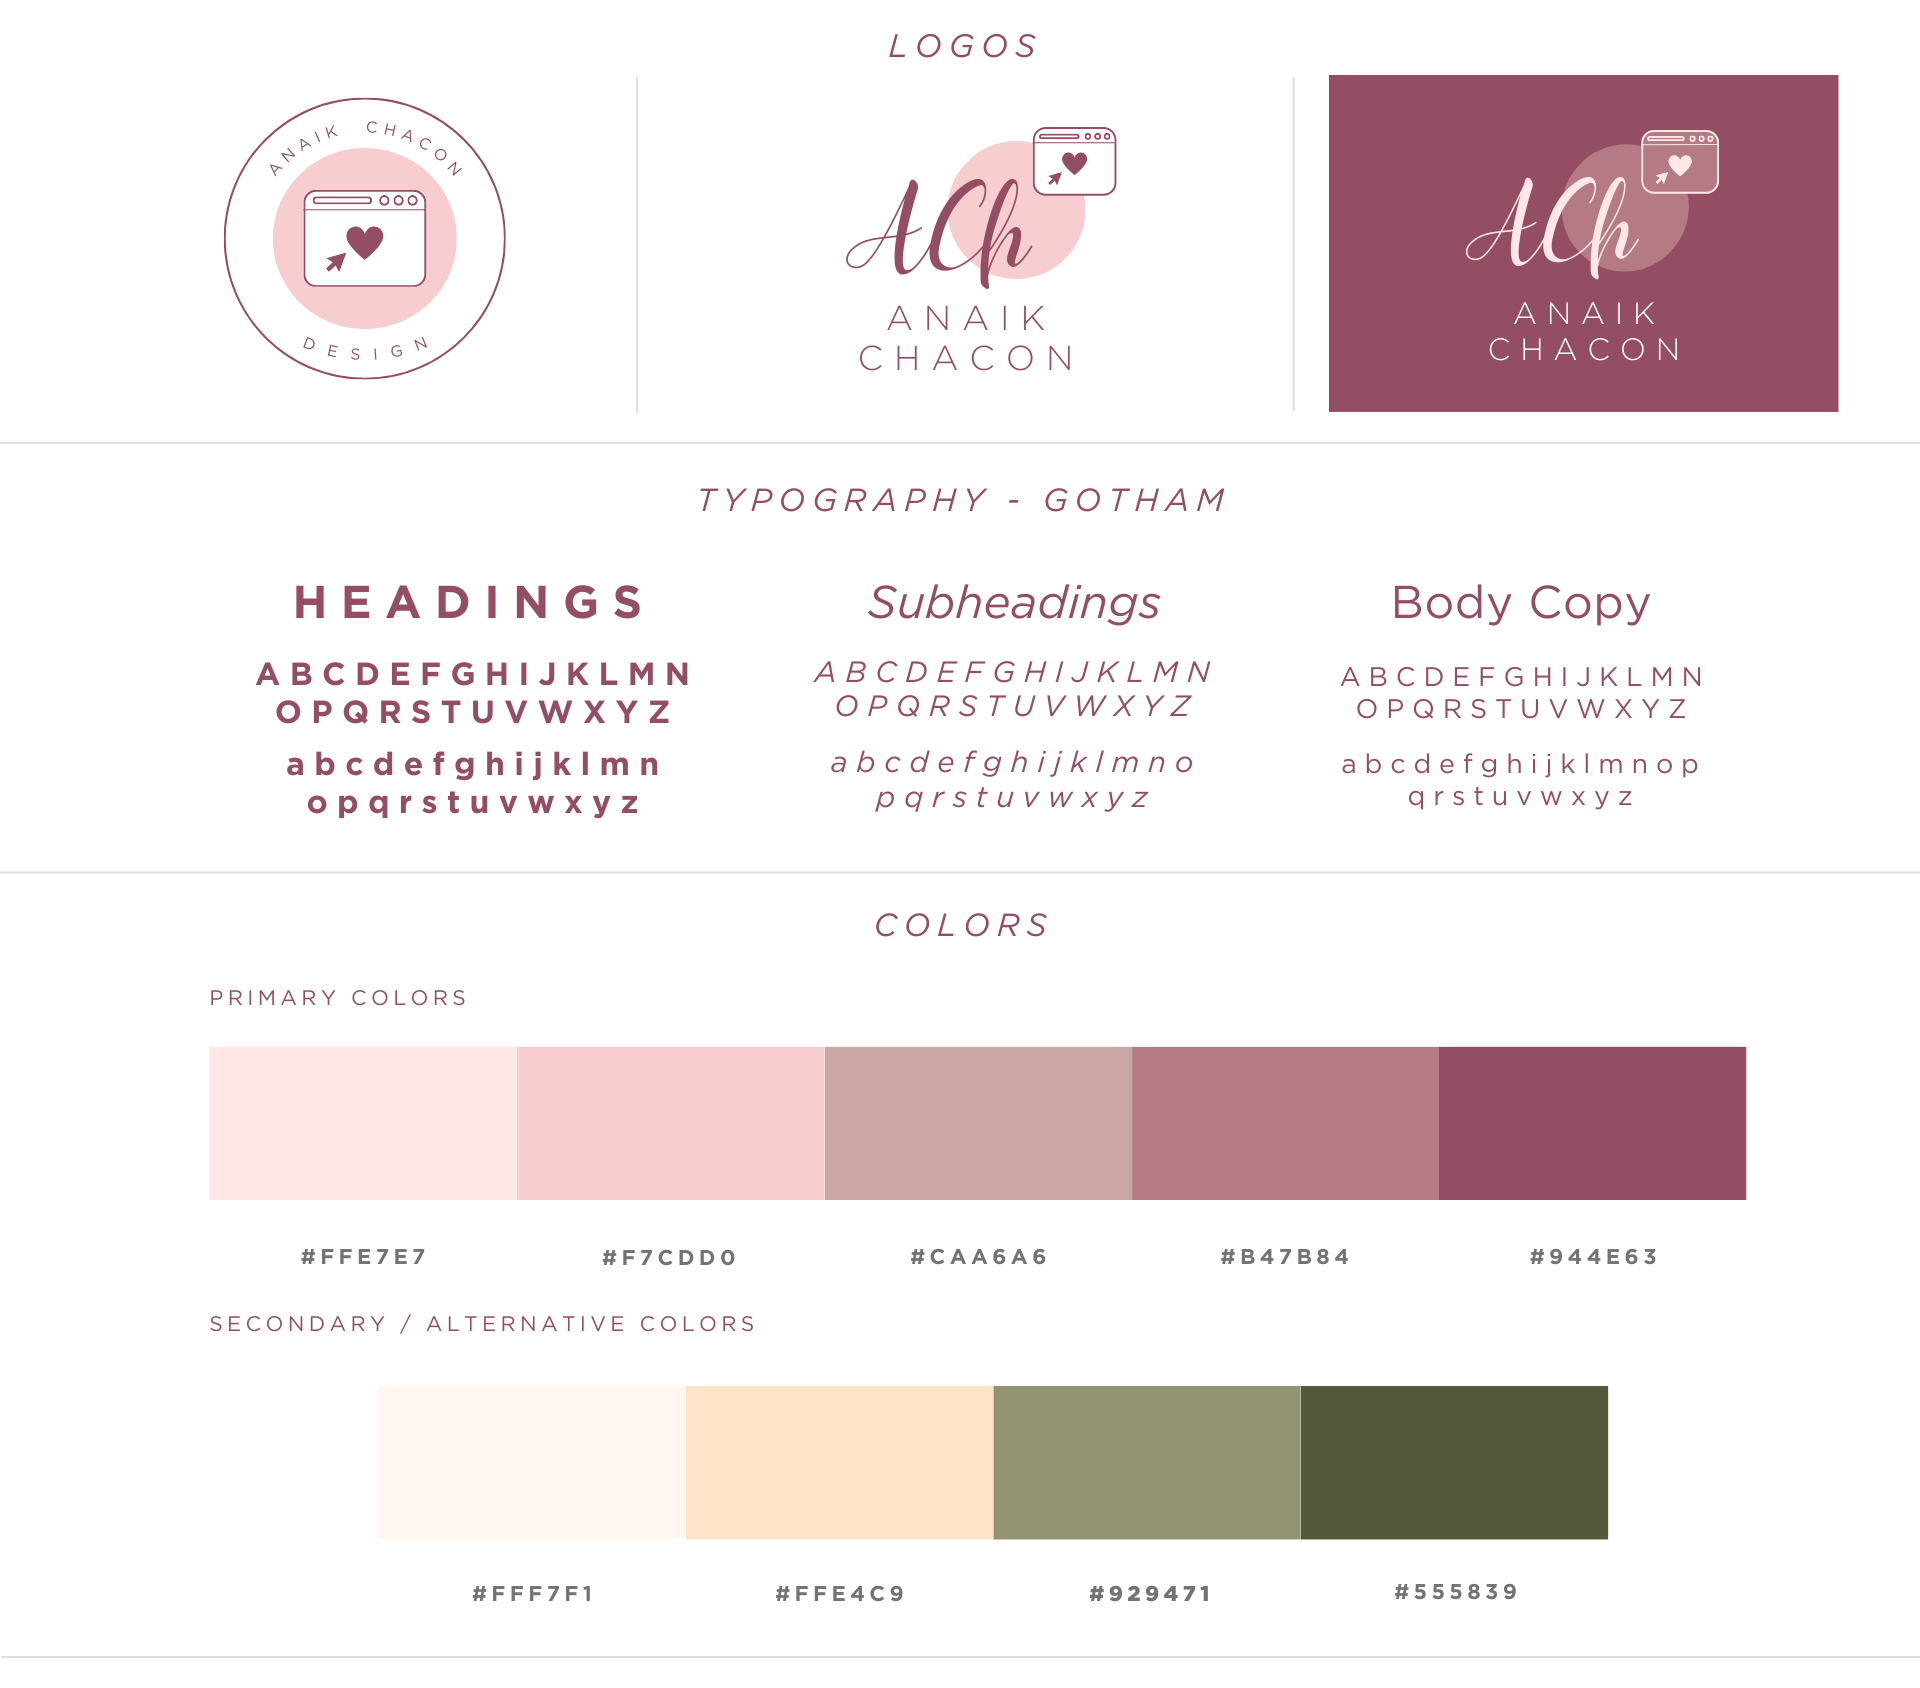 LOGOS
ANAIK CHACON
DESIGN
ACh
ANAIK
CHACON
ACh
ANAIK
CHACON
TYPOGRAPHY - GOTHAM
HEADINGS
ABCDEFGHIJKLMN
OPQRSTUVWXYZ
abcdefghijklmn
opqrstuvwxyz
Subheadings
ABCDEFGHIJKLMN
OPQRSTUVWXYZ
abcdefghijklmno
pqrstuvwxyz
Body Copy
ABCDEFGHIJKLMN
OPQRSTUVWXYZ
abcdefghijklmnop
qrstuvwxyz
COLORS
PRIMARY COLORS
#FFE7E7
#F7CDD0
#CAA6A6
#B47B84
#944E63
SECONDARY / ALTERNATIVE COLORS
#FFF7F1
#FFE4C9
#929471
#555839